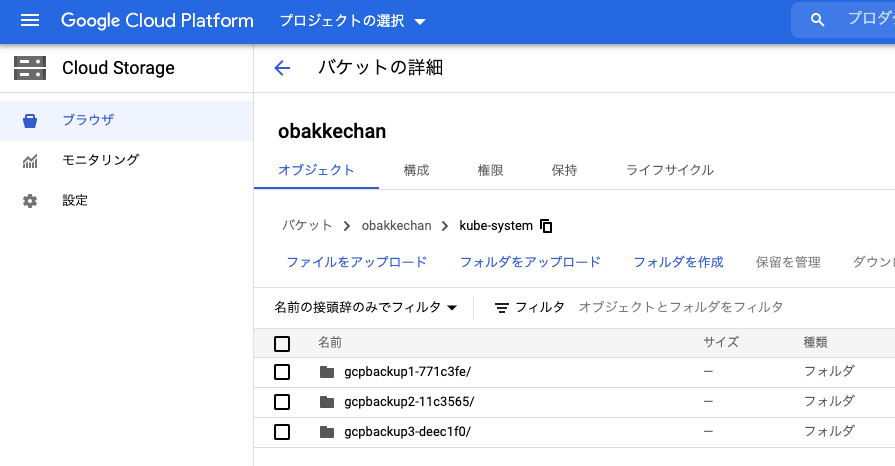 Google Cloud Platform プロジェクトの選択
Cloud Storage
バケットの詳細
ブラウザ
モニタリング
設定
obakkechan
オブジェクト 構成 権限 保持 ライフサイクル
バケット obakkechan kube-system
ファイルをアップロード フォルダをアップロード フォルダを作成 保留を管理 ダウン
名前の接頭辞のみでフィルタ フィルタ オブジェクトとフォルダをフィルタ
名前 サイズ 種類
gcpbackup1-771c3fe/ — フォルダ
gcpbackup2-11c3565/ — フォルダ
gcpbackup3-deec1f0/ — フォルダ